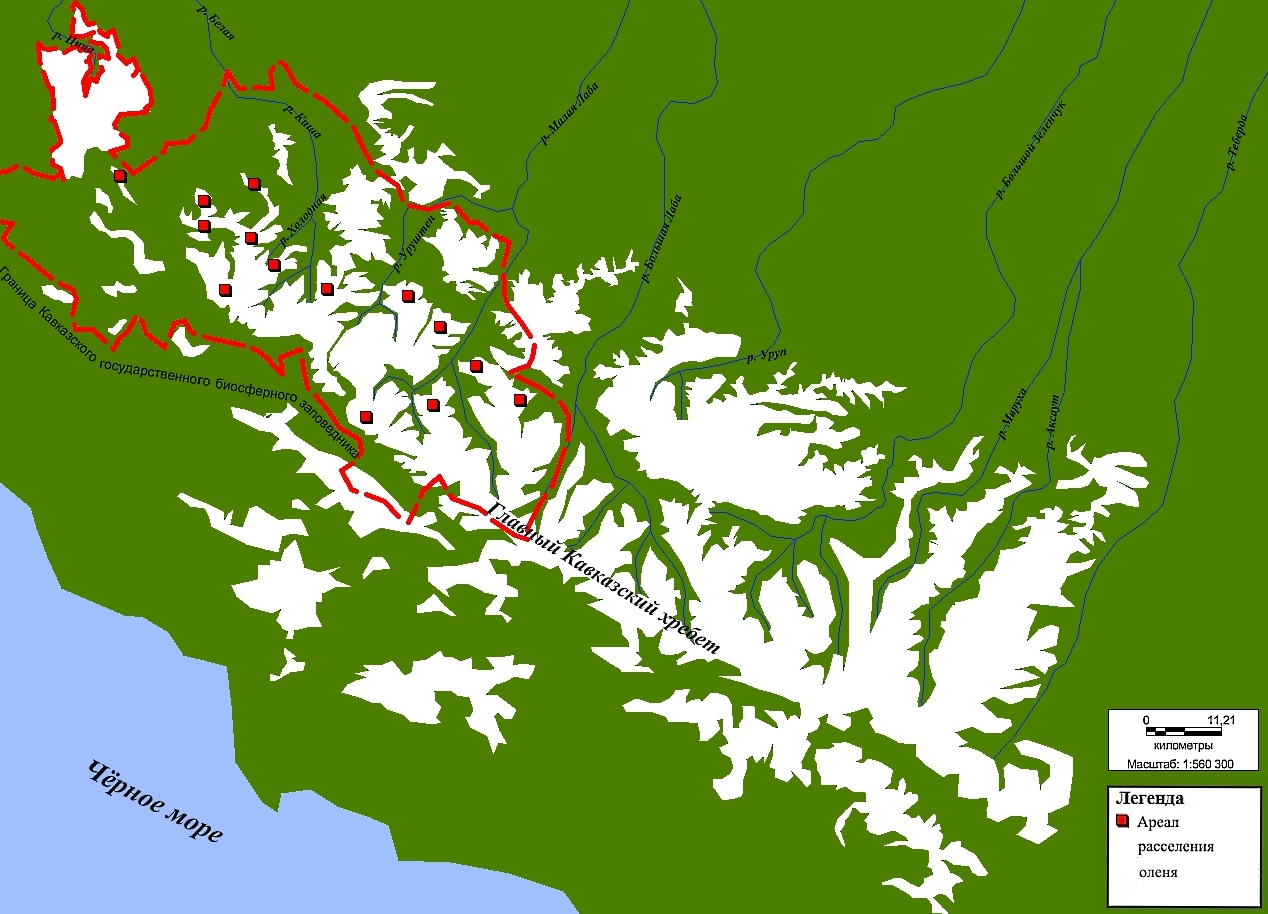 р. Белая
р. Цица
р. Киша
р. Малая Лаба
р. Большой Зеленчук
р. Теберда
р. Холодная
р. Уруштен
р. Большая Лаба
Граница Кавказского государственного биосферного заповедника
р. Уруп
р. Маруха
р. Аксаут
Главный Кавказский хребет
Чёрное море
0 11,21
километры
Масштаб: 1:560 300
Легенда
Ареал
расселения
оленя